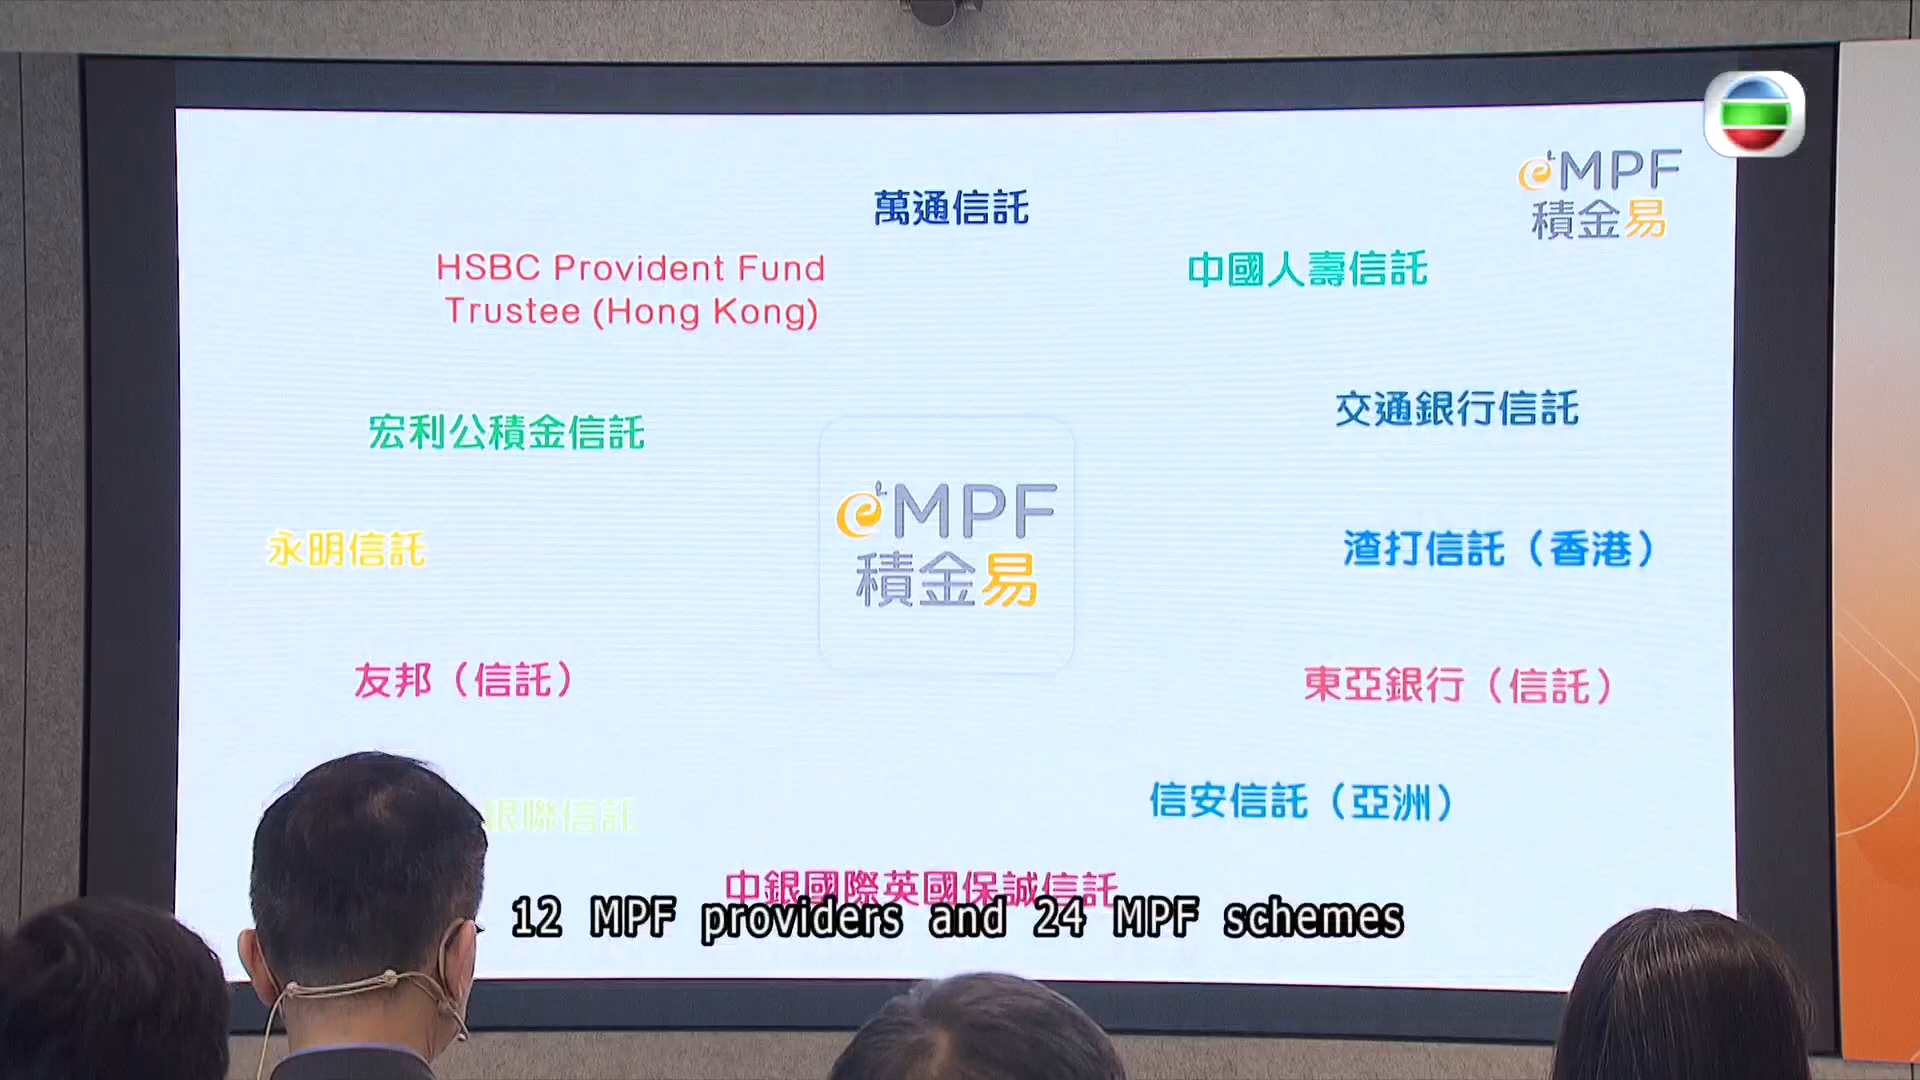 eMPF
積金易
萬通信託
HSBC Provident Fund
Trustee (Hong Kong)
中國人壽信託
宏利公積金信託
交通銀行信託
eMPF
積金易
永明信託
渣打信託（香港）
友邦（信託）
東亞銀行（信託）
銀聯信託
信安信託（亞洲）
中銀國際英國保誠信託
12 MPF providers and 24 MPF schemes